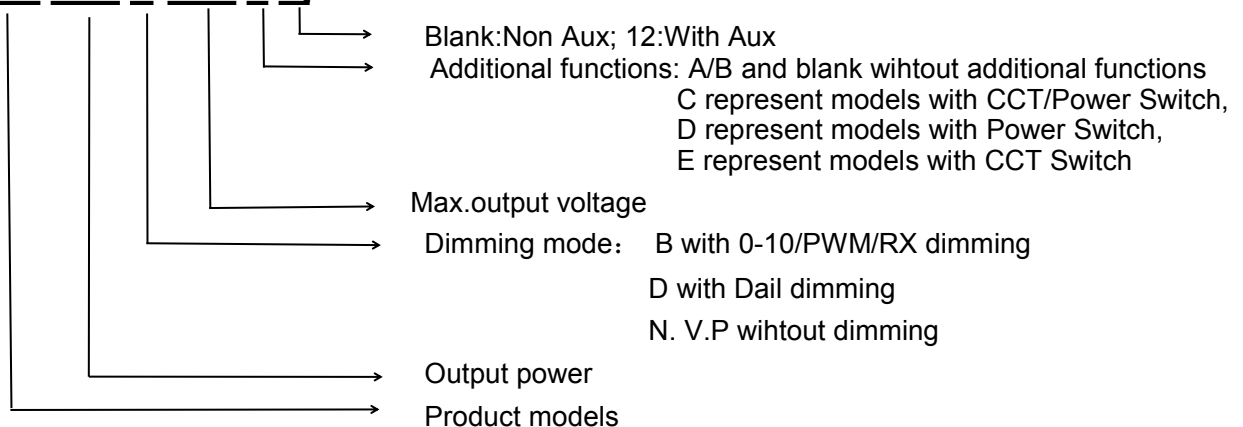 Blank:Non Aux; 12:With Aux
Additional functions: A/B and blank wihtout additional functions
C represent models with CCT/Power Switch,
D represent models with Power Switch,
E represent models with CCT Switch
Max.output voltage
Dimming mode： B with 0-10/PWM/RX dimming
D with Dail dimming
N. V.P wihtout dimming
Output power
Product models